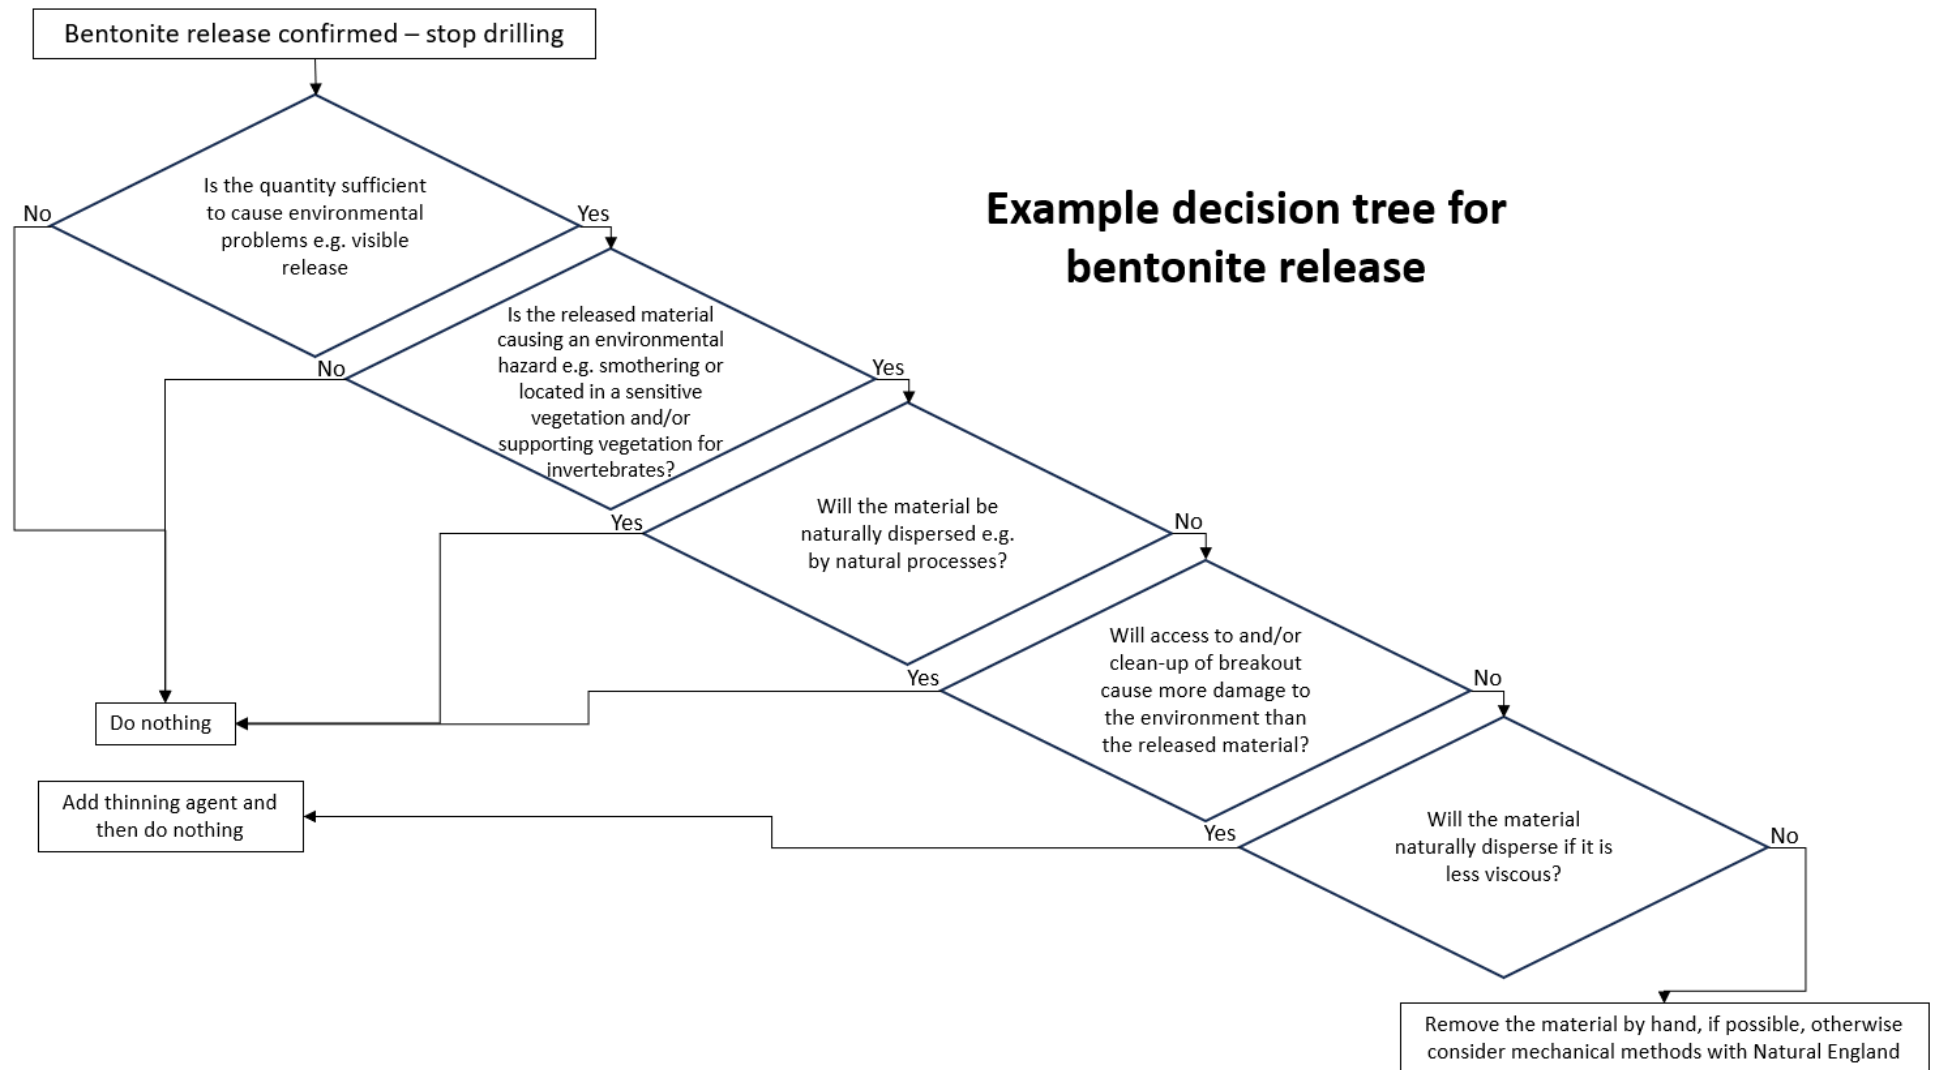 Bentonite release confirmed – stop drilling
Is the quantity sufficient
to cause environmental
problems e.g. visible
release
No
Yes
Example decision tree for
bentonite release
Is the released material
causing an environmental
hazard e.g. smothering or
located in a sensitive
vegetation and/or
supporting vegetation for
invertebrates?
No
Yes
Will the material be
naturally dispersed e.g.
by natural processes?
Yes
No
Will access to and/or
clean-up of breakout
cause more damage to
the environment than
the released material?
Yes
No
Do nothing
Add thinning agent and
then do nothing
Will the material
naturally disperse if it is
less viscous?
Yes
No
Remove the material by hand, if possible, otherwise
consider mechanical methods with Natural England